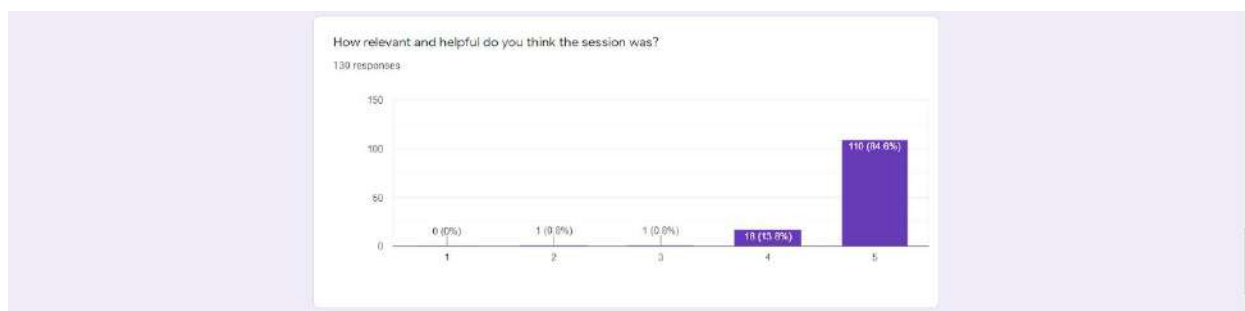 How relevant and helpful do you think the session was?
130 responses
150
100
110 (84.6%)
50
0 (0%) 1 (0.8%) 1 (0.8%)
18 (13.8%)
0
1 2 3 4 5